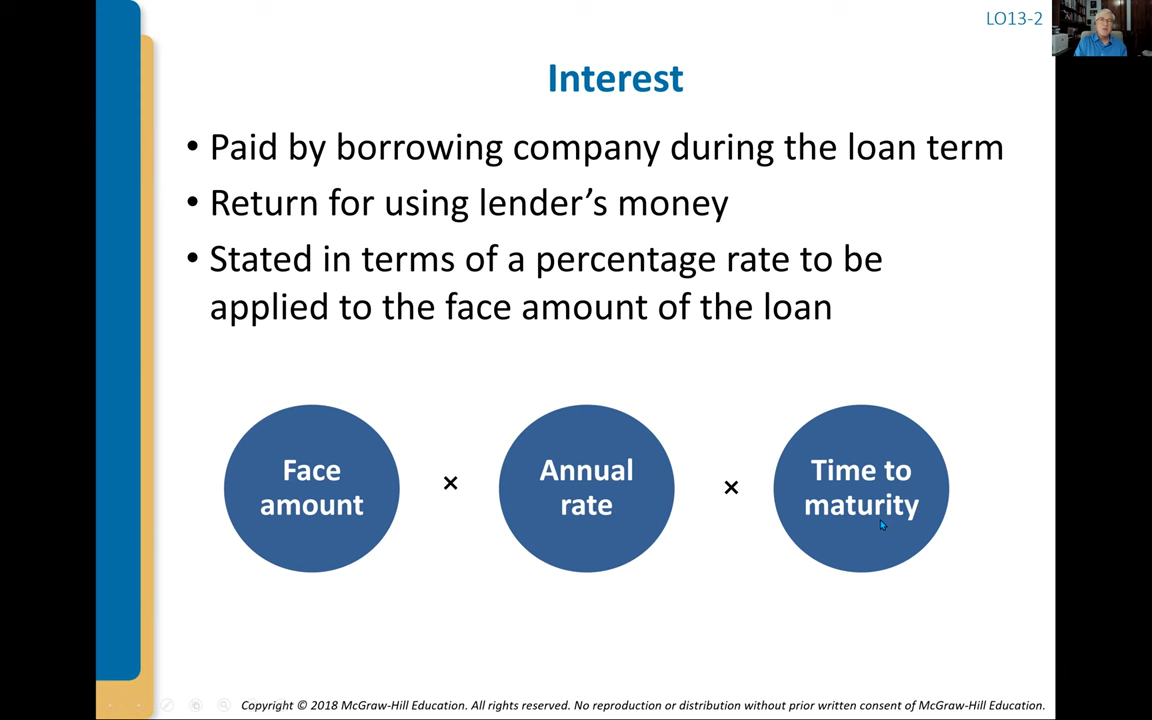 LO13-2
Interest
• Paid by borrowing company during the loan term
• Return for using lender’s money
• Stated in terms of a percentage rate to be
applied to the face amount of the loan
Face
amount
×
Annual
rate
×
Time to
maturity
Copyright © 2018 McGraw-Hill Education. All rights reserved. No reproduction or distribution without prior written consent of McGraw-Hill Education.